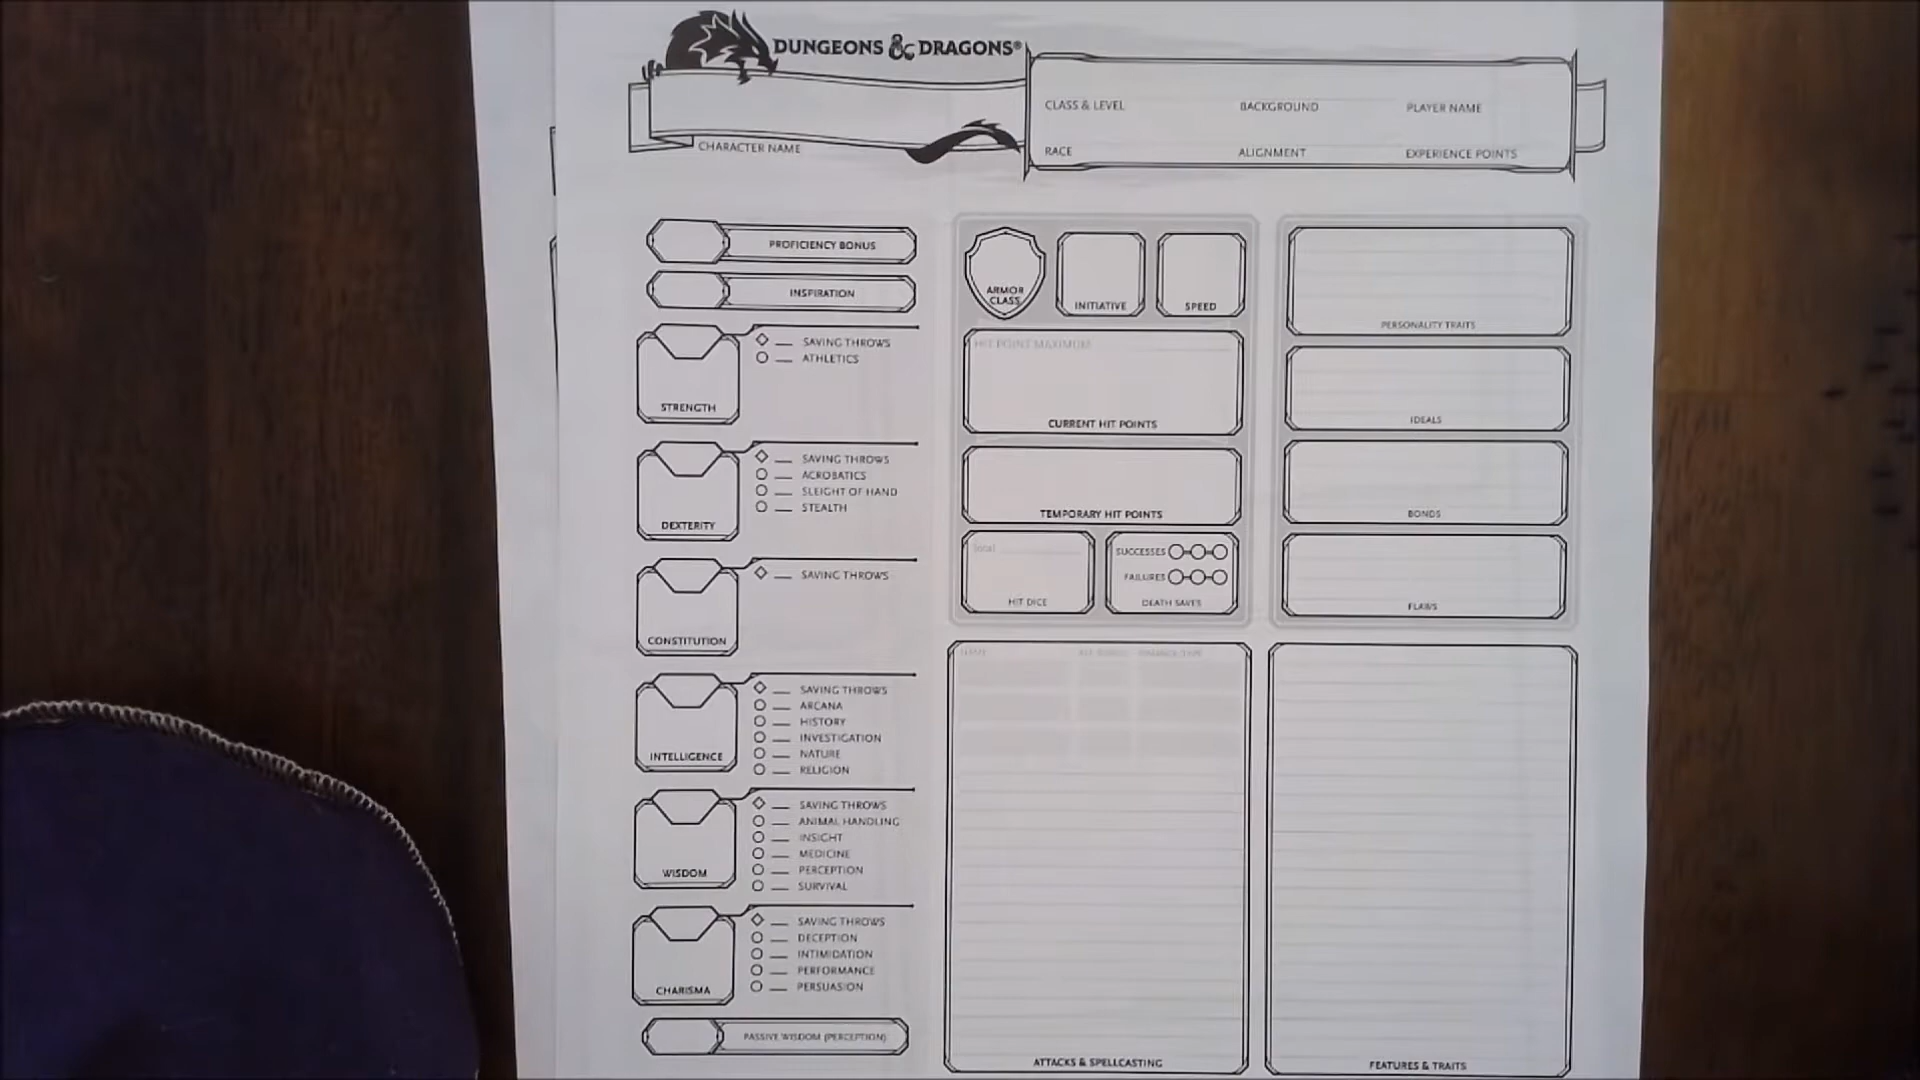 DUNGEONS & DRAGONS®
CHARACTER NAME
CLASS & LEVEL
BACKGROUND
PLAYER NAME
RACE
ALIGNMENT
EXPERIENCE POINTS
PROFICIENCY BONUS
INSPIRATION
STRENGTH
SAVING THROWS
ATHLETICS
DEXTERITY
SAVING THROWS
ACROBATICS
SLEIGHT OF HAND
STEALTH
CONSTITUTION
SAVING THROWS
INTELLIGENCE
SAVING THROWS
ARCANA
HISTORY
INVESTIGATION
NATURE
RELIGION
WISDOM
SAVING THROWS
ANIMAL HANDLING
INSIGHT
MEDICINE
PERCEPTION
SURVIVAL
CHARISMA
SAVING THROWS
DECEPTION
INTIMIDATION
PERFORMANCE
PERSUASION
PASSIVE WISDOM (PERCEPTION)
ARMOR
CLASS
INITIATIVE
SPEED
HIT POINT MAXIMUM
CURRENT HIT POINTS
TEMPORARY HIT POINTS
Total
HIT DICE
SUCCESSES
FAILURES
DEATH SAVES
NAME
ATTACKS & SPELLCASTING
PERSONALITY TRAITS
IDEALS
BONDS
FLAWS
FEATURES & TRAITS